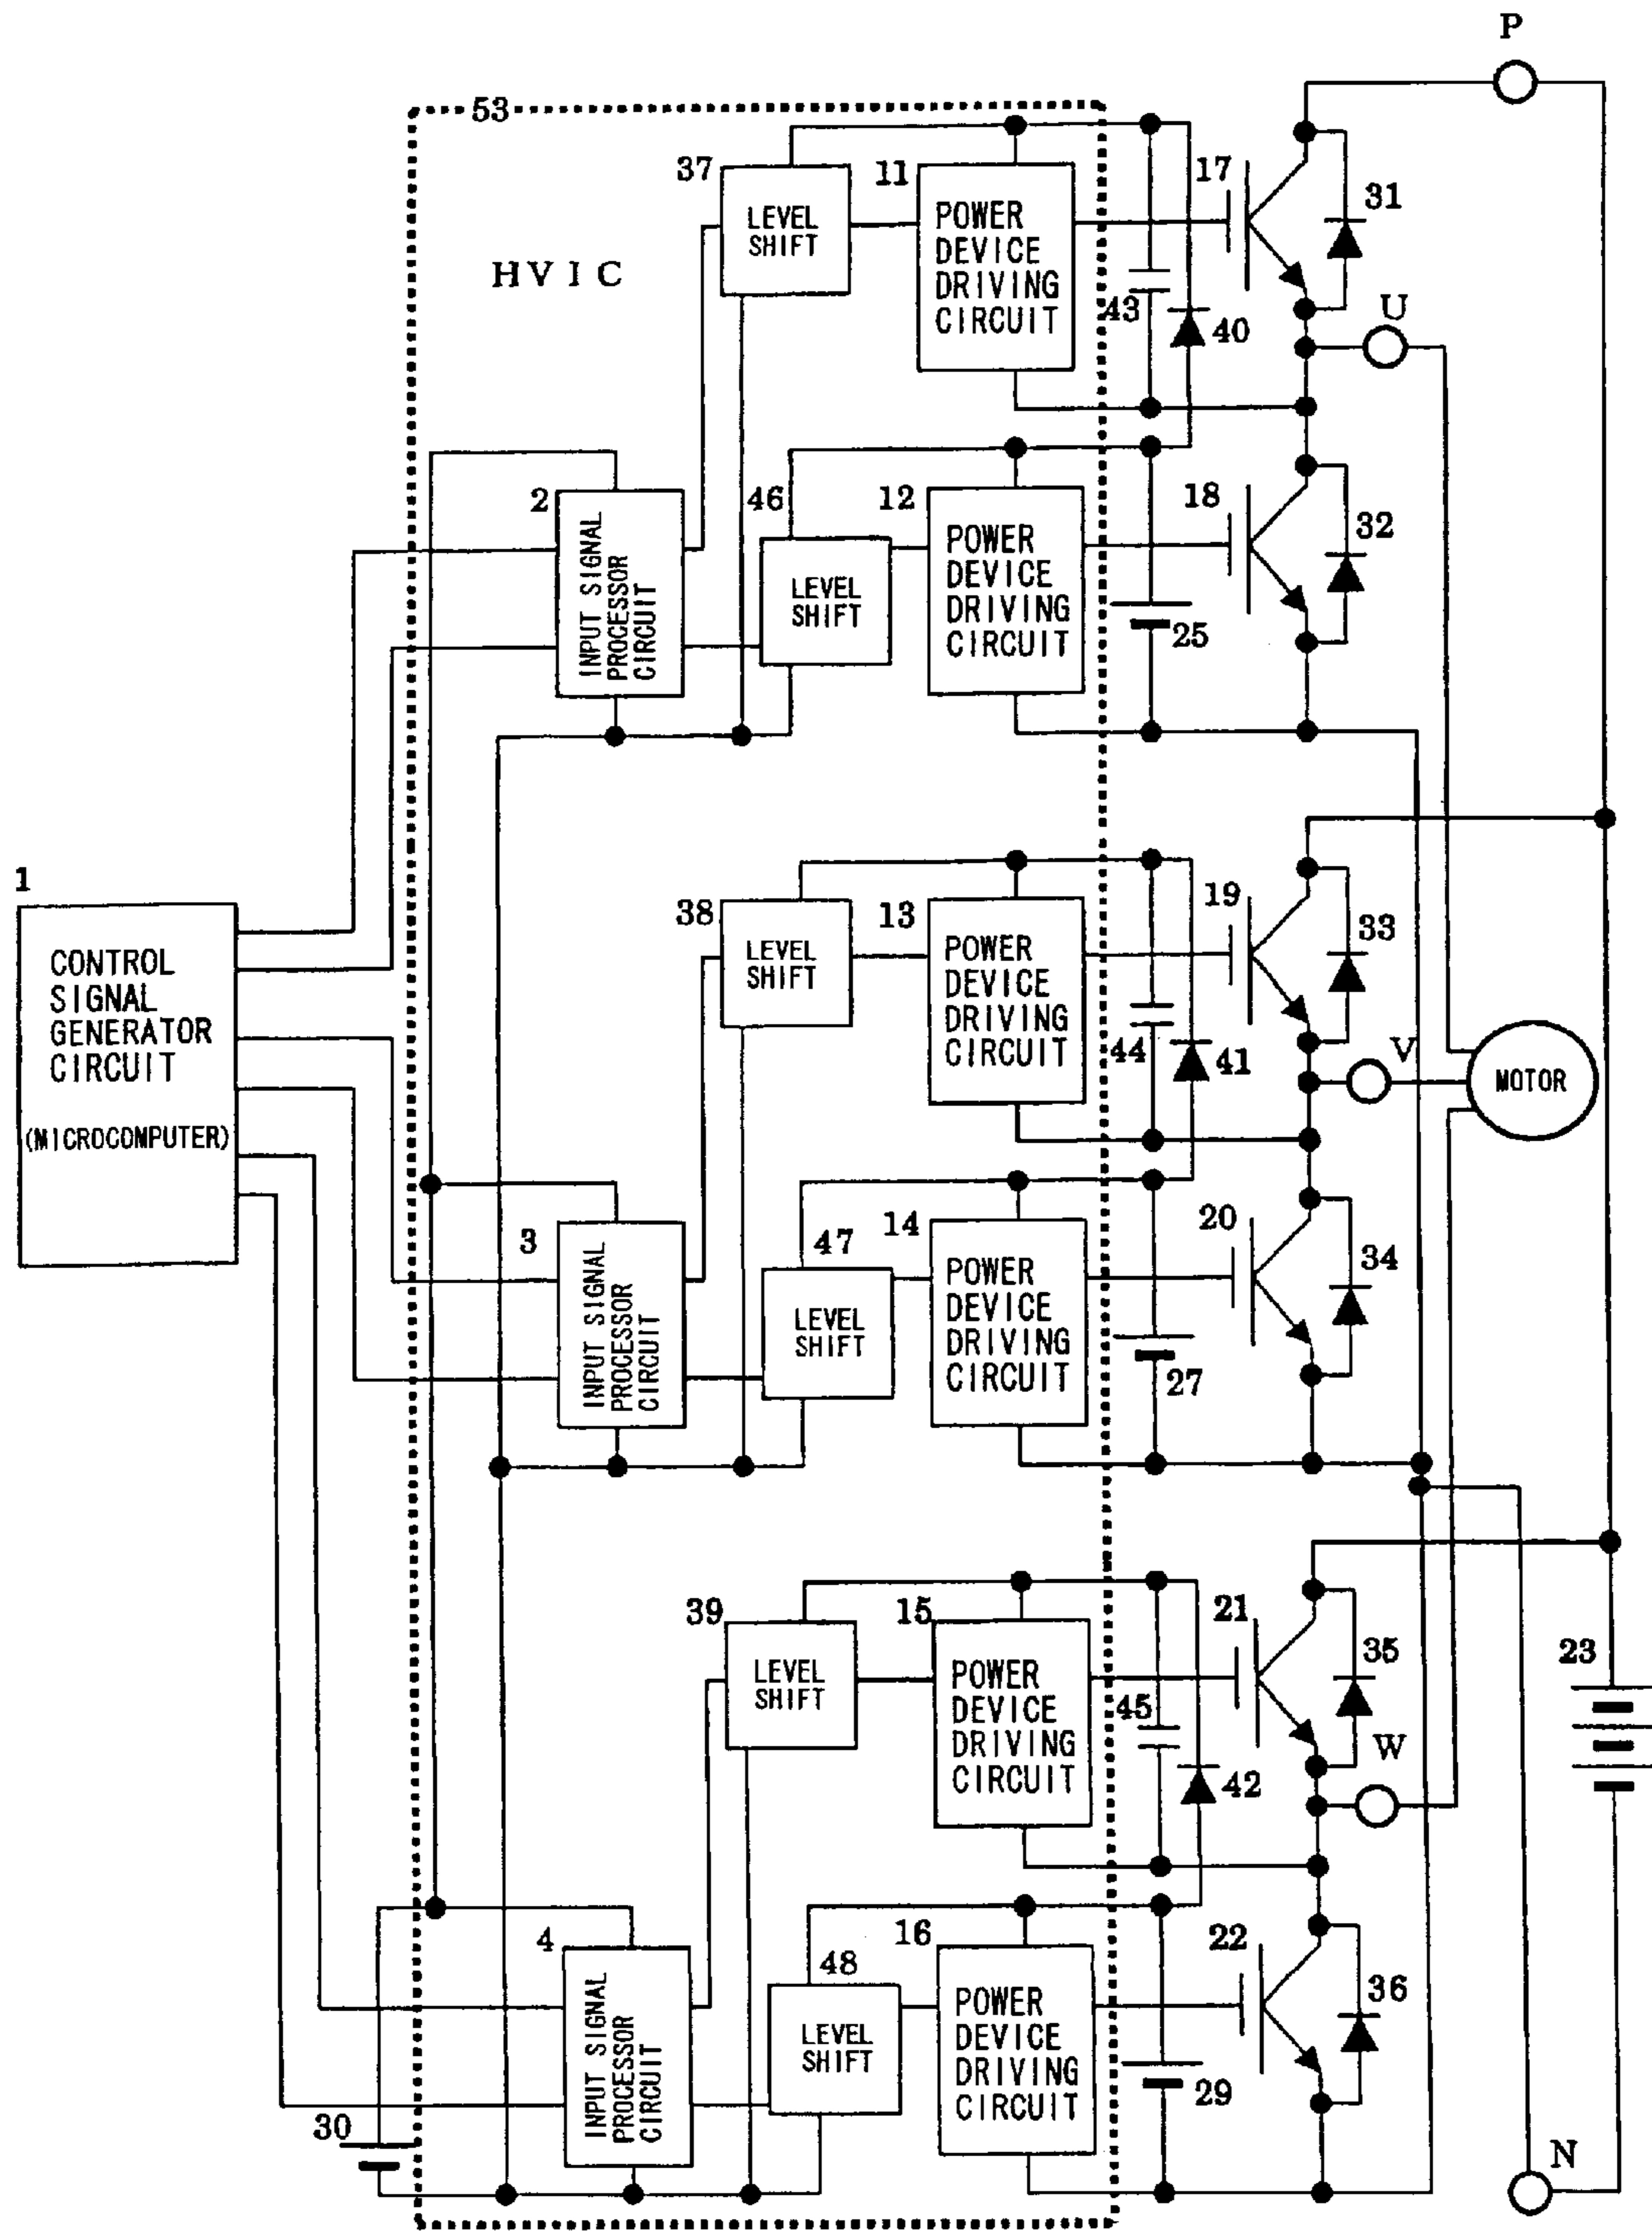 P
53
37
LEVEL
SHIFT
11
POWER
DEVICE
DRIVING
CIRCUIT
17
31
HVIC
43
40
U
2
INPUT SIGNAL
PROCESSOR
CIRCUIT
46
LEVEL
SHIFT
12
POWER
DEVICE
DRIVING
CIRCUIT
18
32
25
1
CONTROL
SIGNAL
GENERATOR
CIRCUIT
(MICROCOMPUTER)
38
LEVEL
SHIFT
13
POWER
DEVICE
DRIVING
CIRCUIT
19
33
44
41
V
MOTOR
3
INPUT SIGNAL
PROCESSOR
CIRCUIT
47
LEVEL
SHIFT
14
POWER
DEVICE
DRIVING
CIRCUIT
20
34
27
39
LEVEL
SHIFT
15
POWER
DEVICE
DRIVING
CIRCUIT
21
35
23
45
42
W
4
INPUT SIGNAL
PROCESSOR
CIRCUIT
48
LEVEL
SHIFT
16
POWER
DEVICE
DRIVING
CIRCUIT
22
36
29
30
N